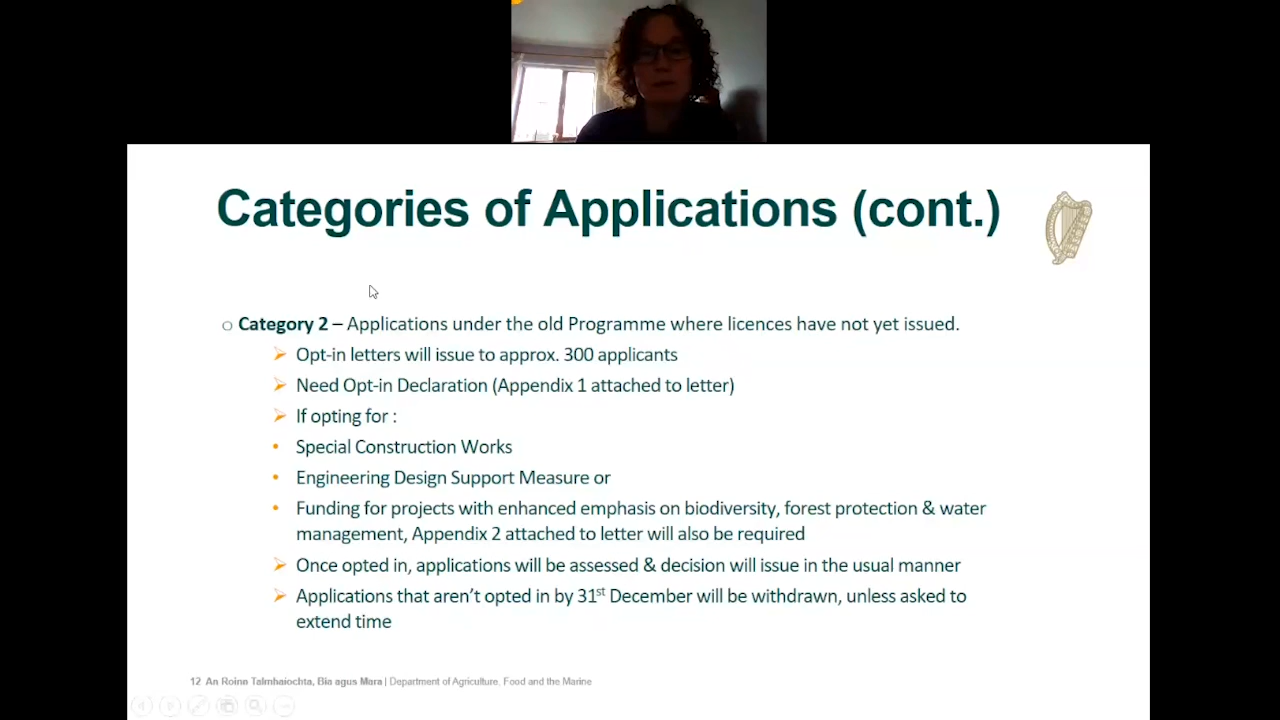 Categories of Applications (cont.)
o Category 2 – Applications under the old Programme where licences have not yet issued.
➢ Opt-in letters will issue to approx. 300 applicants
➢ Need Opt-in Declaration (Appendix 1 attached to letter)
➢ If opting for :
• Special Construction Works
• Engineering Design Support Measure or
• Funding for projects with enhanced emphasis on biodiversity, forest protection & water
management, Appendix 2 attached to letter will also be required
➢ Once opted in, applications will be assessed & decision will issue in the usual manner
➢ Applications that aren't opted in by 31st December will be withdrawn, unless asked to
extend time
12 An Roinn Talmhaíochta, Bia agus Mara | Department of Agriculture, Food and the Marine